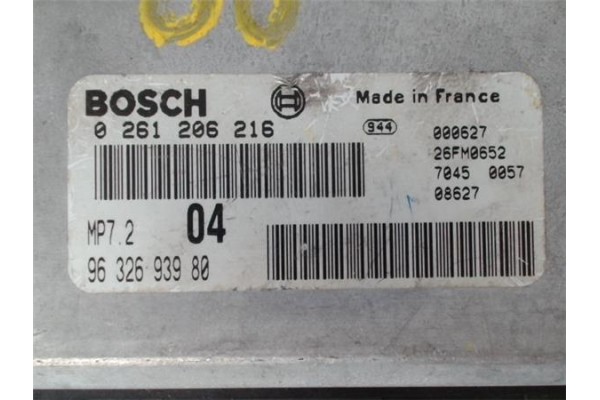 BOSCH
Made in France
0 261 206 216
944
000627
26FM0652
7045 0057
08627
MP7.2
04
96 326 939 80